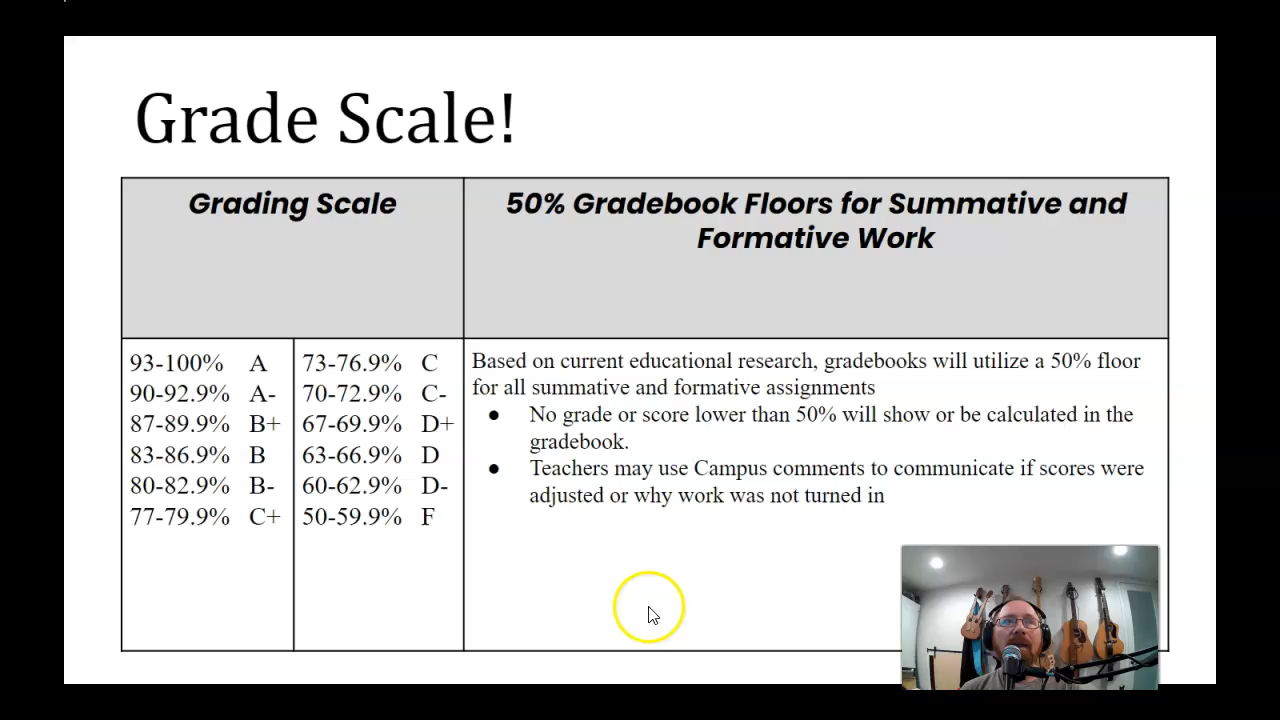 Grade Scale!
Grading Scale
50% Gradebook Floors for Summative and
Formative Work
93-100% A
90-92.9% A-
87-89.9% B+
83-86.9% B
80-82.9% B-
77-79.9% C+
73-76.9% C
70-72.9% C-
67-69.9% D+
63-66.9% D
60-62.9% D-
50-59.9% F
Based on current educational research, gradebooks will utilize a 50% floor
for all summative and formative assignments
● No grade or score lower than 50% will show or be calculated in the
gradebook.
● Teachers may use Campus comments to communicate if scores were
adjusted or why work was not turned in